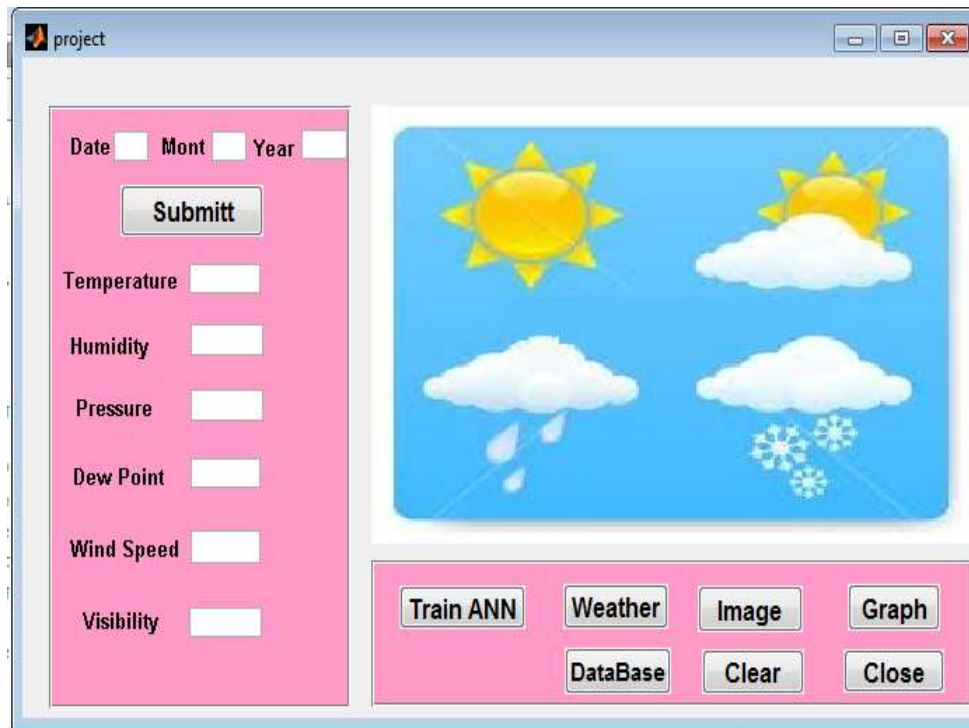 project
Date Mont Year
Submitt
Temperature
Humidity
Pressure
Dew Point
Wind Speed
Visibility
Train ANN Weather Image Graph
DataBase Clear Close